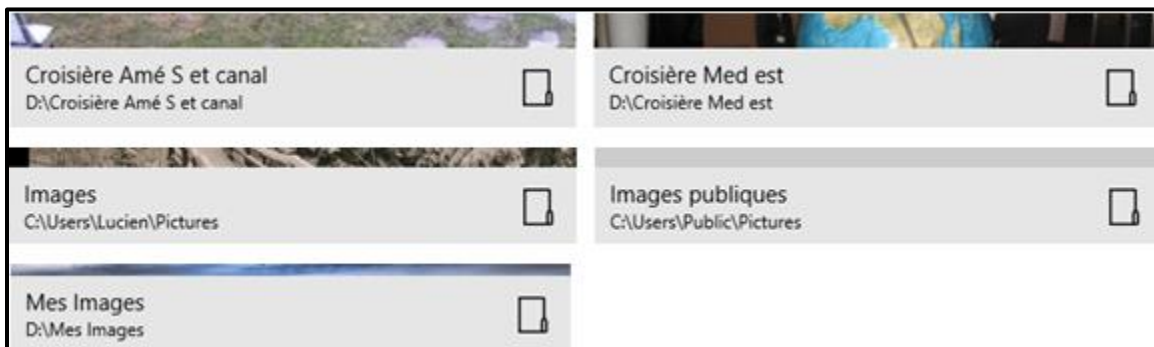 Croisière Amé S et canal
D:\Croisière Amé S et canal
Croisière Med est
D:\Croisière Med est
Images
C:\Users\Lucien\Pictures
Images publiques
C:\Users\Public\Pictures
Mes Images
D:\Mes Images